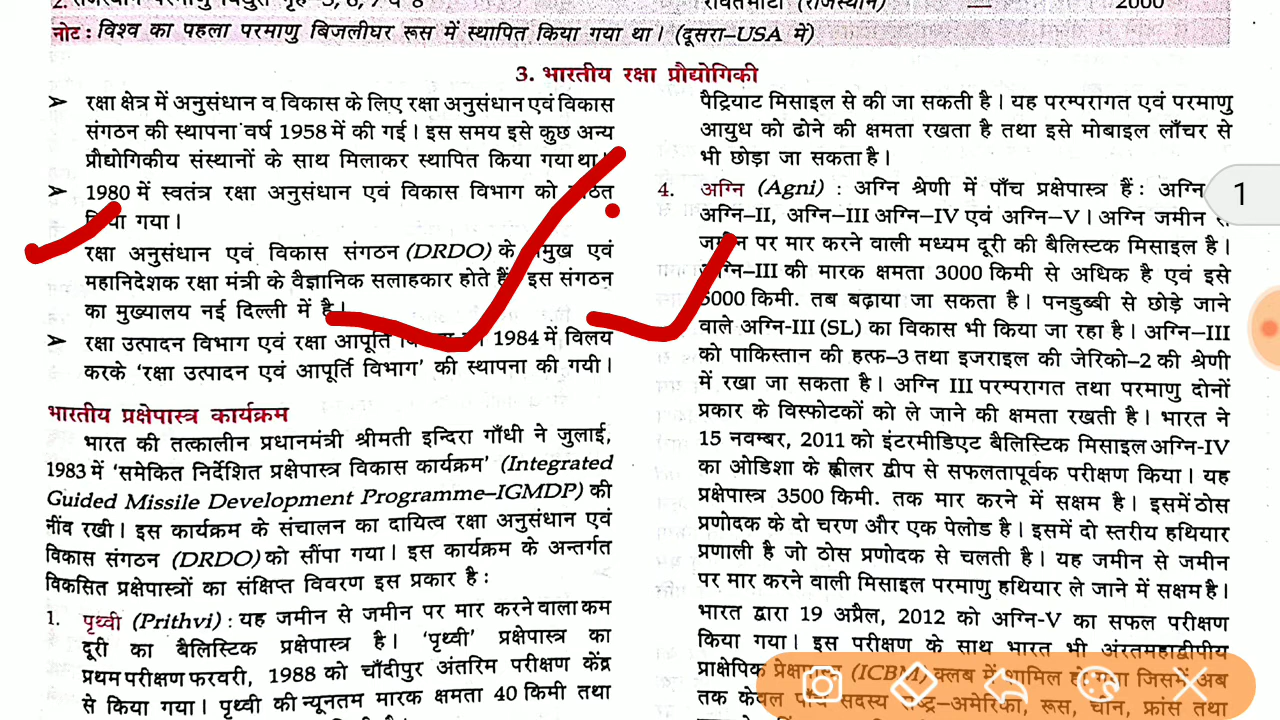 2. राजस्थान परमाणु विद्युत गृह–5, 6, 7 व 8 रावतभाटा (राजस्थान) — 2000
नोट : विश्व का पहला परमाणु बिजलीघर रूस में स्थापित किया गया था। (दूसरा–USA में)
3. भारतीय रक्षा प्रौद्योगिकी
➢ रक्षा क्षेत्र में अनुसंधान व विकास के लिए रक्षा अनुसंधान एवं विकास
संगठन की स्थापना वर्ष 1958 में की गई। इस समय इसे कुछ अन्य
प्रौद्योगिकीय संस्थानों के साथ मिलाकर स्थापित किया गया था।
➢ 1980 में स्वतंत्र रक्षा अनुसंधान एवं विकास विभाग को गठित
किया गया।
रक्षा अनुसंधान एवं विकास संगठन (DRDO) के प्रमुख एवं
महानिदेशक रक्षा मंत्री के वैज्ञानिक सलाहकार होते हैं। इस संगठन
का मुख्यालय नई दिल्ली में है।
➢ रक्षा उत्पादन विभाग एवं रक्षा आपूर्ति 1984 में विलय
करके ‘रक्षा उत्पादन एवं आपूर्ति विभाग’ की स्थापना की गयी।
भारतीय प्रक्षेपास्त्र कार्यक्रम
भारत की तत्कालीन प्रधानमंत्री श्रीमती इन्दिरा गाँधी ने जुलाई,
1983 में ‘समेकित निर्देशित प्रक्षेपास्त्र विकास कार्यक्रम’ (Integrated
Guided Missile Development Programme–IGMDP) की
नींव रखी। इस कार्यक्रम के संचालन का दायित्व रक्षा अनुसंधान एवं
विकास संगठन (DRDO) को सौंपा गया। इस कार्यक्रम के अन्तर्गत
विकसित प्रक्षेपास्त्रों का संक्षिप्त विवरण इस प्रकार है :
1. पृथ्वी (Prithvi) : यह जमीन से जमीन पर मार करने वाला कम
दूरी का बैलिस्टिक प्रक्षेपास्त्र है। ‘पृथ्वी’ प्रक्षेपास्त्र का
प्रथम परीक्षण फरवरी, 1988 को चाँदीपुर अंतरिम परीक्षण केंद्र
से किया गया। पृथ्वी की न्यूनतम मारक क्षमता 40 किमी तथा
पैट्रियाट मिसाइल से की जा सकती है। यह परम्परागत एवं परमाणु
आयुध को ढोने की क्षमता रखता है तथा इसे मोबाइल लाँचर से
भी छोड़ा जा सकता है।
4. अग्नि (Agni) : अग्नि श्रेणी में पाँच प्रक्षेपास्त्र हैं : अग्नि
अग्नि–II, अग्नि–III अग्नि–IV एवं अग्नि–V। अग्नि जमीन से
जमीन पर मार करने वाली मध्यम दूरी की बैलिस्टिक मिसाइल है।
अग्नि–III की मारक क्षमता 3000 किमी से अधिक है एवं इसे
5000 किमी. तब बढ़ाया जा सकता है। पनडुब्बी से छोड़े जाने
वाले अग्नि-III (SL) का विकास भी किया जा रहा है। अग्नि–III
को पाकिस्तान की हत्फ–3 तथा इजराइल की जेरिको–2 की श्रेणी
में रखा जा सकता है। अग्नि III परम्परागत तथा परमाणु दोनों
प्रकार के विस्फोटकों को ले जाने की क्षमता रखती है। भारत ने
15 नवम्बर, 2011 को इंटरमीडिएट बैलिस्टिक मिसाइल अग्नि-IV
का ओडिशा के ह्वीलर द्वीप से सफलतापूर्वक परीक्षण किया। यह
प्रक्षेपास्त्र 3500 किमी. तक मार करने में सक्षम है। इसमें ठोस
प्रणोदक के दो चरण और एक पेलोड है। इसमें दो स्तरीय हथियार
प्रणाली है जो ठोस प्रणोदक से चलती है। यह जमीन से जमीन
पर मार करने वाली मिसाइल परमाणु हथियार ले जाने में सक्षम है।
भारत द्वारा 19 अप्रैल, 2012 को अग्नि-V का सफल परीक्षण
किया गया। इस परीक्षण के साथ भारत भी अंरतमहाद्वीपीय
प्राक्षेपिक प्रेक्षपास्त्र (ICBM) क्लब में शामिल हो गया जिसमें अब
तक केवल पाँच सदस्य राष्ट्र–अमेरिका, रूस, चीन, फ्रांस तथा
1